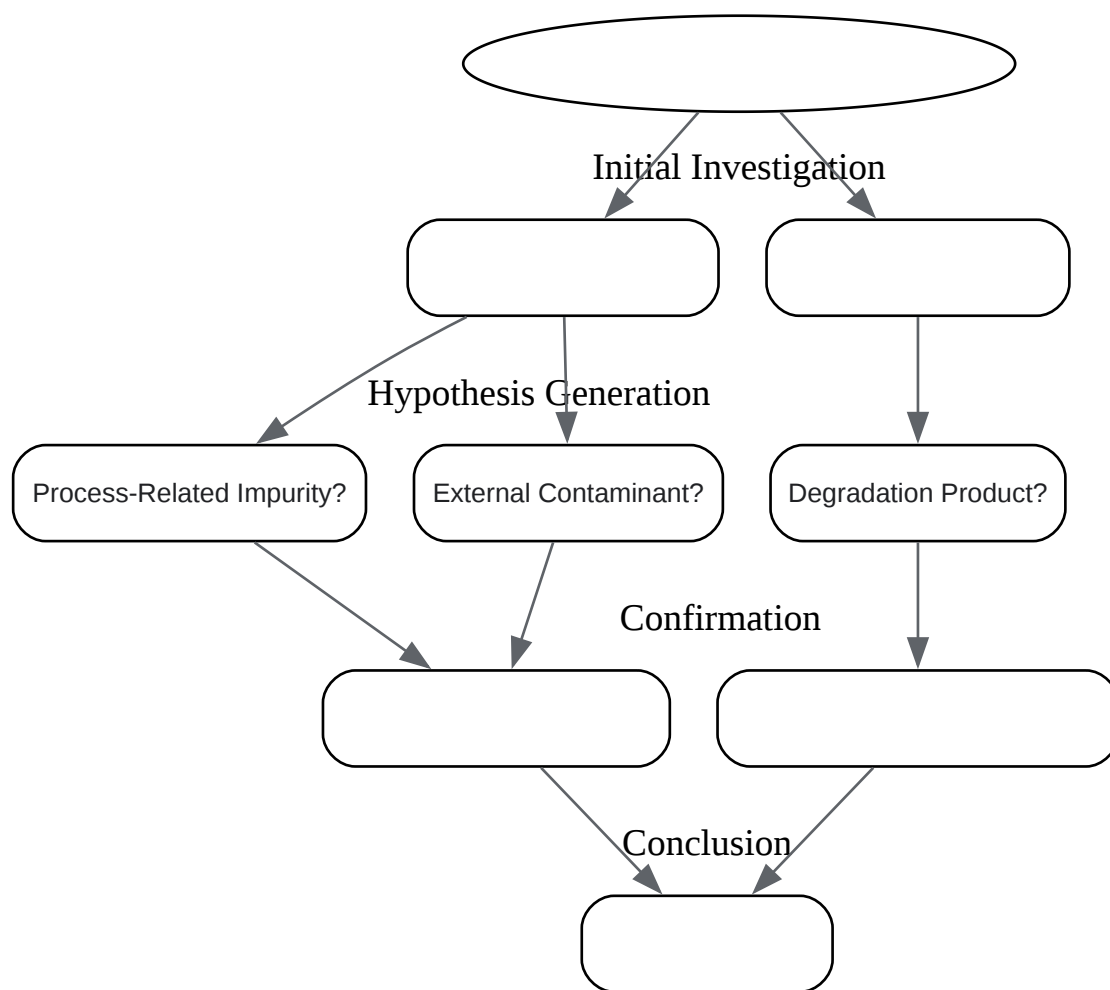 Initial Investigation
Hypothesis Generation
Process-Related Impurity?
External Contaminant?
Degradation Product?
Confirmation
Conclusion